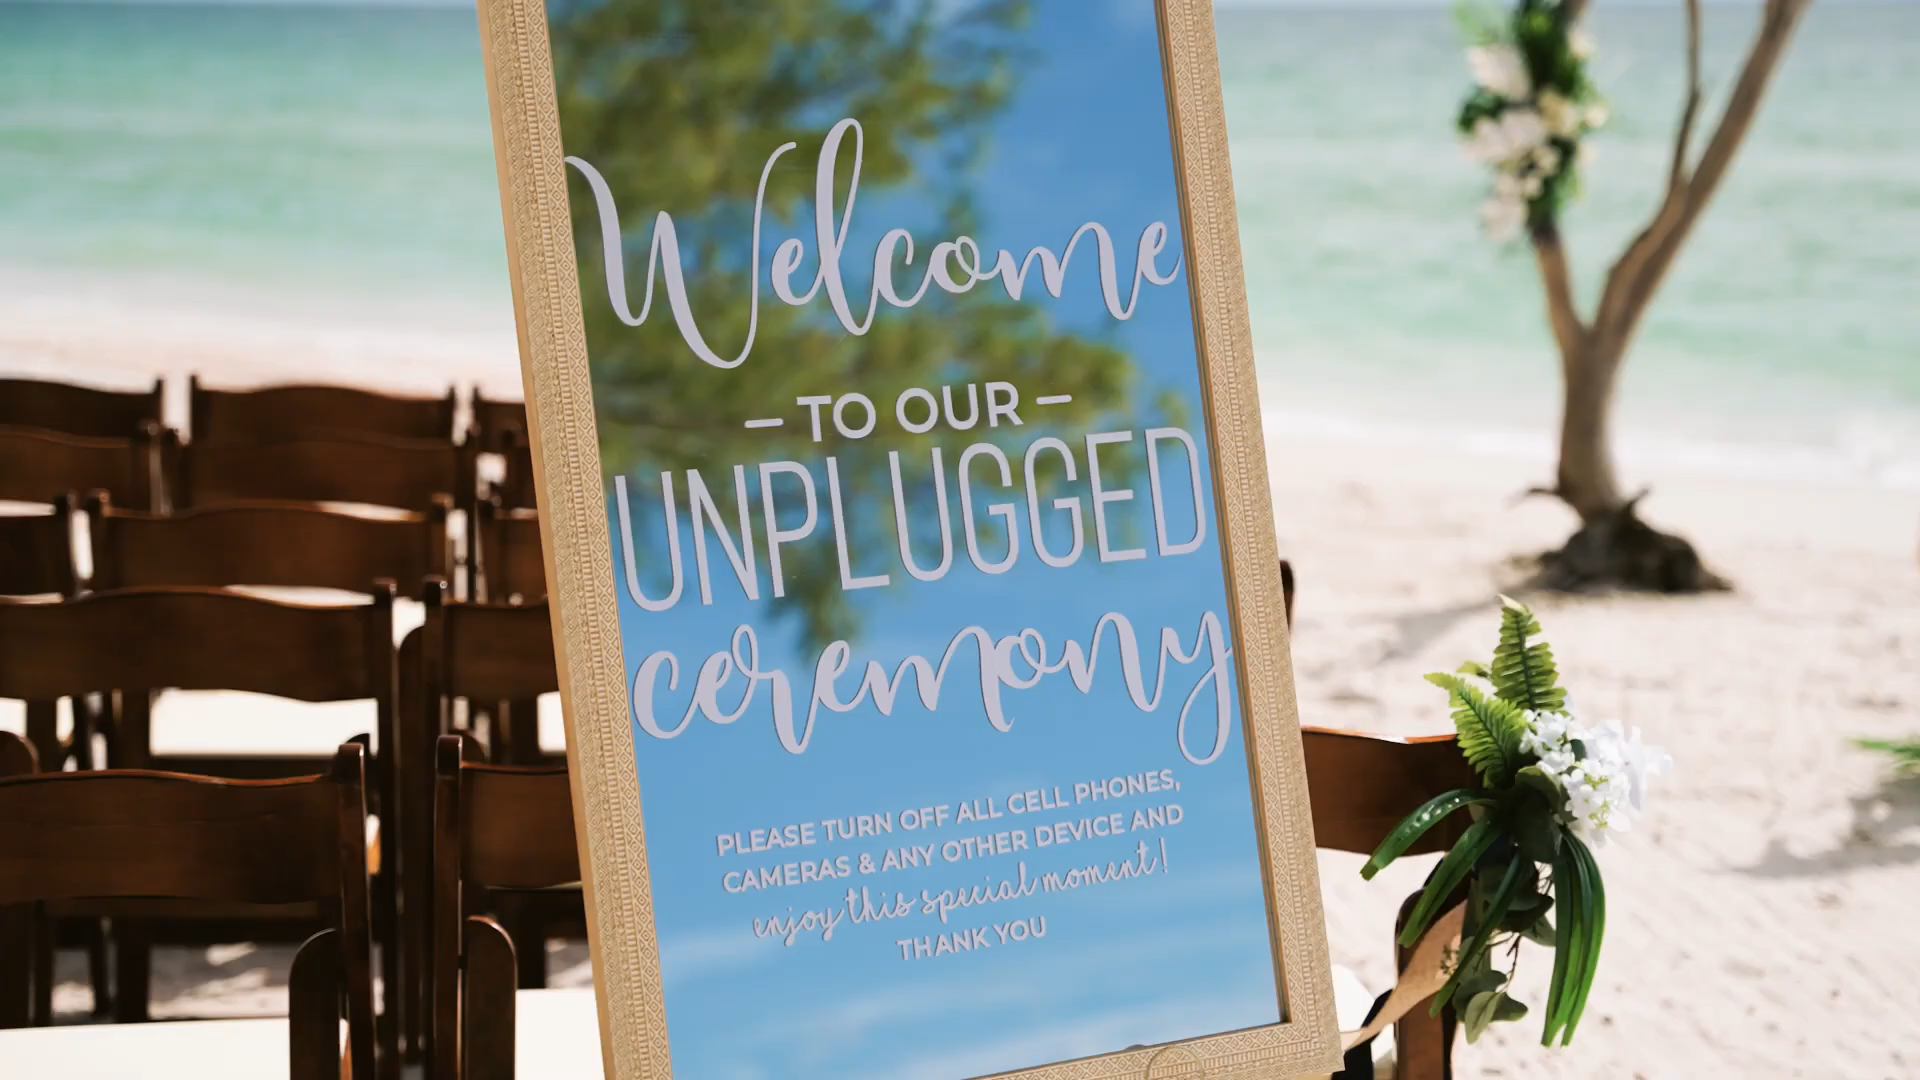 Welcome
– TO OUR –
UNPLUGGED
ceremony
PLEASE TURN OFF ALL CELL PHONES,
CAMERAS & ANY OTHER DEVICE AND
enjoy this special moment!
THANK YOU